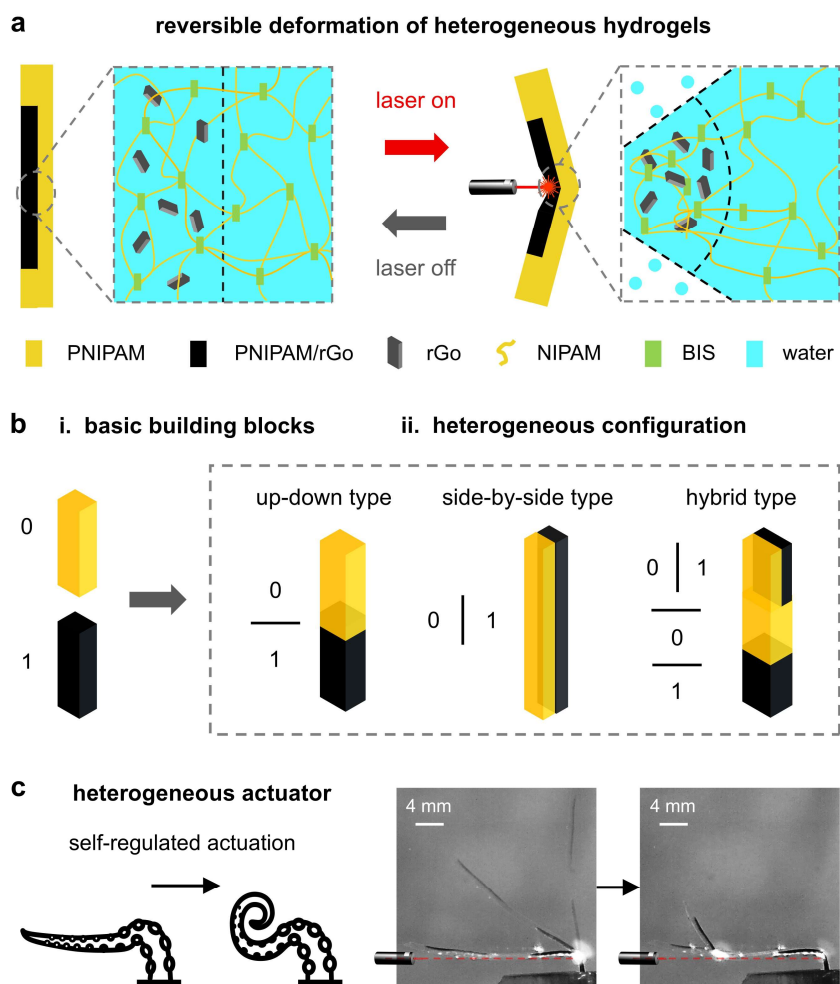 a
reversible deformation of heterogeneous hydrogels
laser on
laser off
PNIPAM
PNIPAM/rGo
rGo
NIPAM
BIS
water
b
i. basic building blocks
ii. heterogeneous configuration
0
1
up-down type
0
1
side-by-side type
0 | 1
hybrid type
0 | 1
0
1
c
heterogeneous actuator
self-regulated actuation
4 mm
4 mm